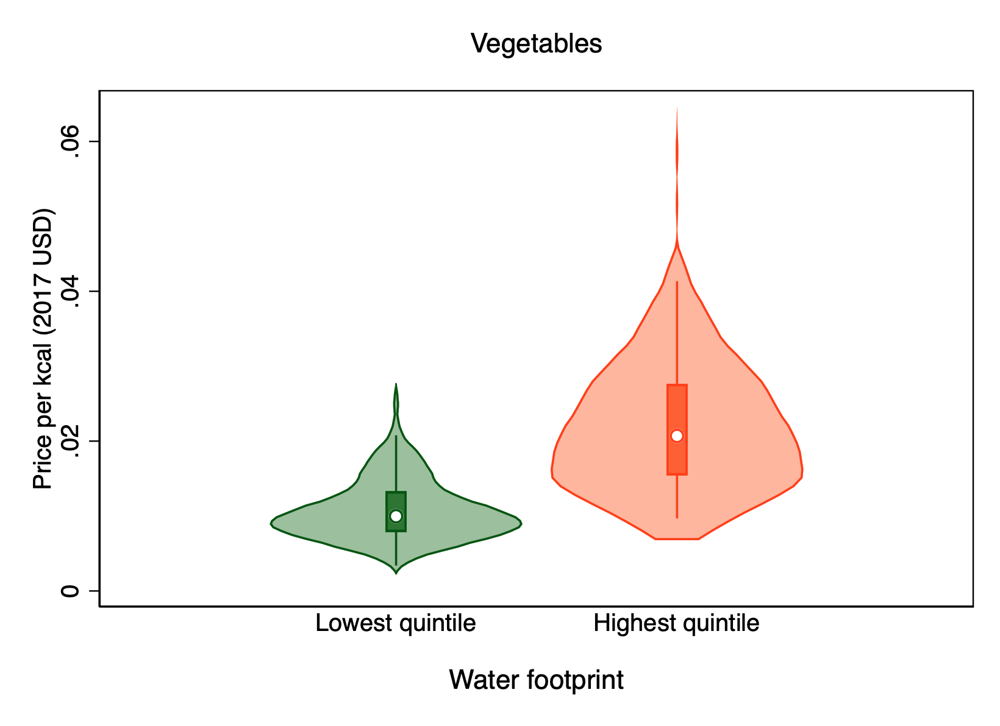 Vegetables
Price per kcal (2017 USD)
.06
.04
.02
0
Lowest quintile
Highest quintile
Water footprint